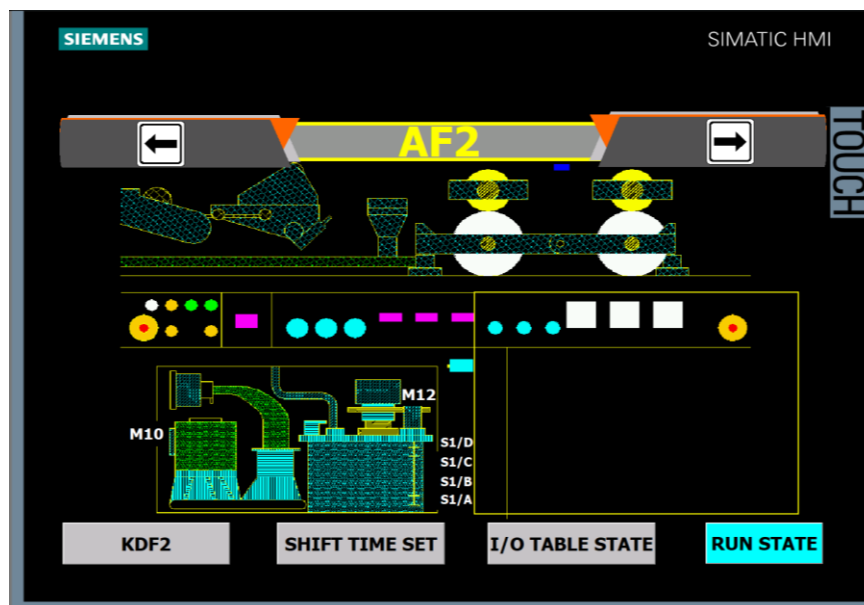 SIEMENS
SIMATIC HMI
TOUCH
AF2
M12
M10
S1/D
S1/C
S1/B
S1/A
KDF2
SHIFT TIME SET
I/O TABLE STATE
RUN STATE